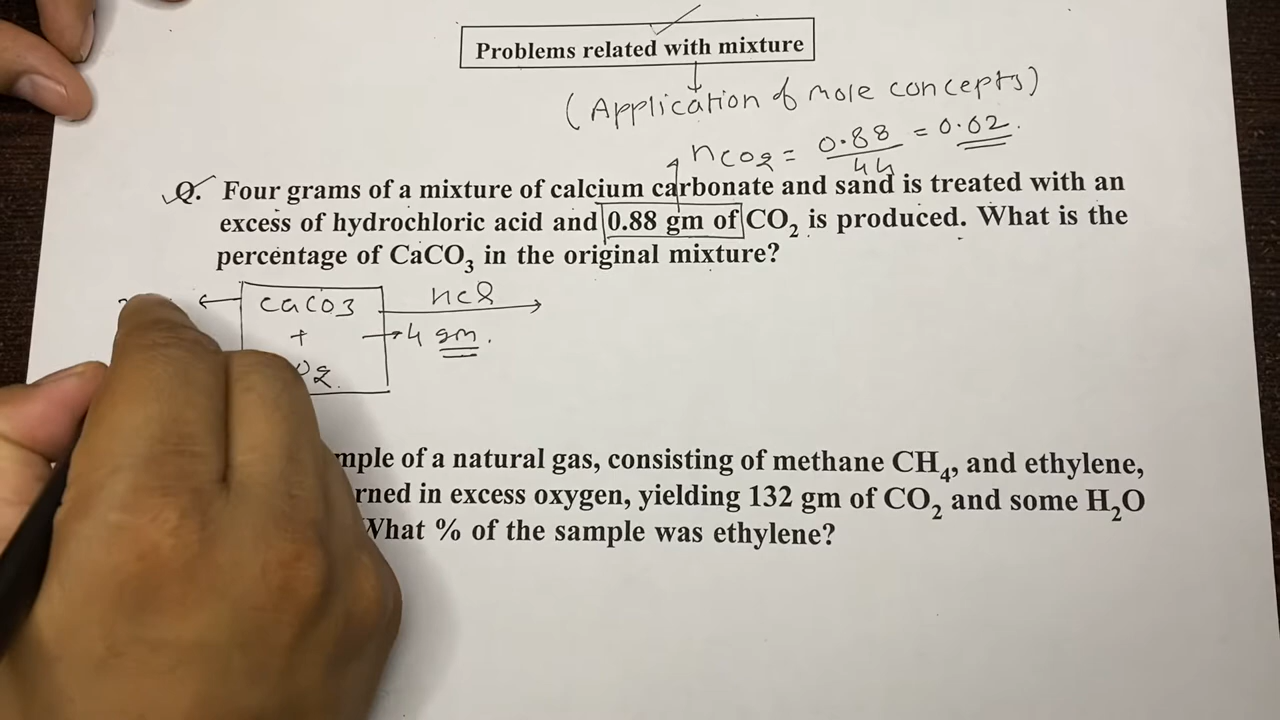 Problems related with mixture
(Application of mole concepts)
nCO2 = 0.88 / 44 = 0.02.
Q. Four grams of a mixture of calcium carbonate and sand is treated with an
excess of hydrochloric acid and 0.88 gm of CO2 is produced. What is the
percentage of CaCO3 in the original mixture?
CaCO3 HCl
+ 4 gm.
O2.
of a natural gas, consisting of methane CH4, and ethylene,
in excess oxygen, yielding 132 gm of CO2 and some H2O
What % of the sample was ethylene?